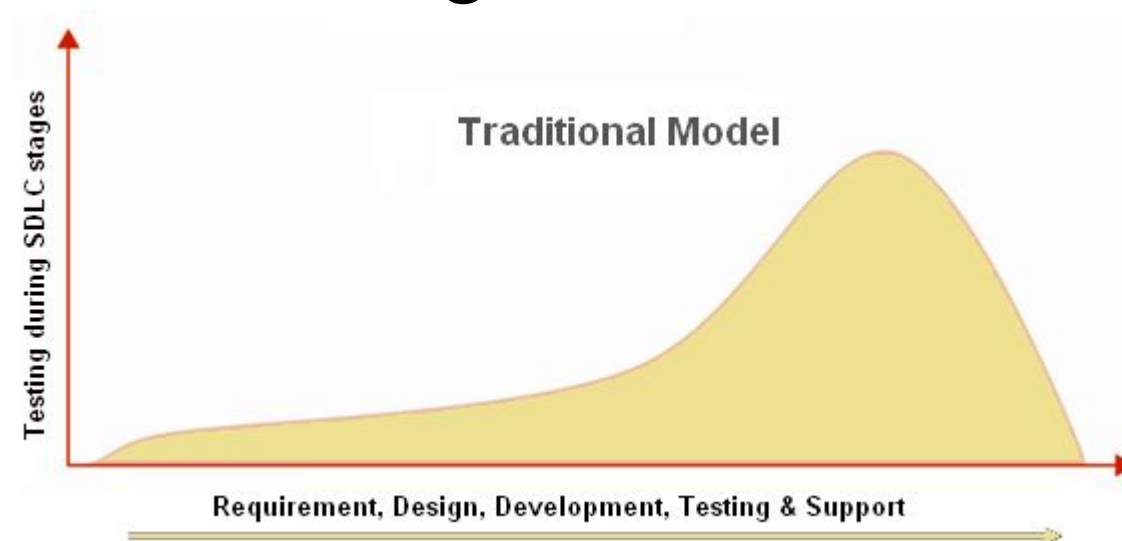 Traditional Model
Testing during SDLC stages
Requirement, Design, Development, Testing & Support